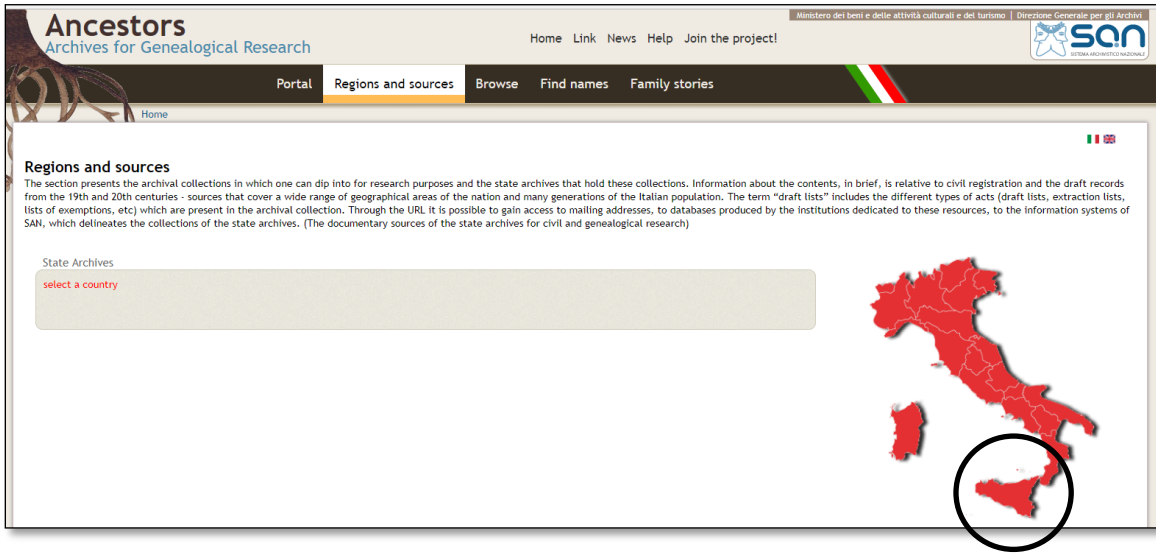 Ministero dei beni e delle attività culturali e del turismo | Direzione Generale per gli Archivi
Ancestors
Archives for Genealogical Research
Home Link News Help Join the project!
san
SISTEMA ARCHIVISTICO NAZIONALE
Portal Regions and sources Browse Find names Family stories
Home
Regions and sources
The section presents the archival collections in which one can dip into for research purposes and the state archives that hold these collections. Information about the contents, in brief, is relative to civil registration and the draft records
from the 19th and 20th centuries - sources that cover a wide range of geographical areas of the nation and many generations of the Italian population. The term “draft lists” includes the different types of acts (draft lists, extraction lists,
lists of exemptions, etc) which are present in the archival collection. Through the URL it is possible to gain access to mailing addresses, to databases produced by the institutions dedicated to these resources, to the information systems of
SAN, which delineates the collections of the state archives. (The documentary sources of the state archives for civil and genealogical research)
State Archives
select a country